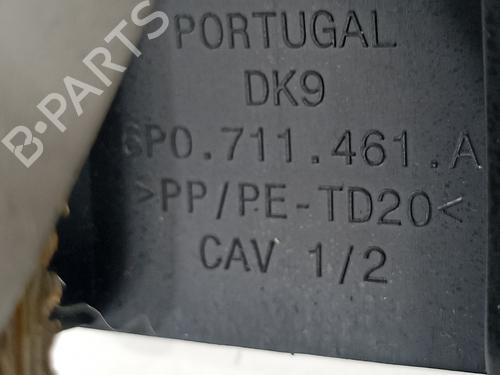 PORTUGAL
DK9
6P0.711.461.A
>PP/PE-TD20<
CAV 1/2
B-PARTS